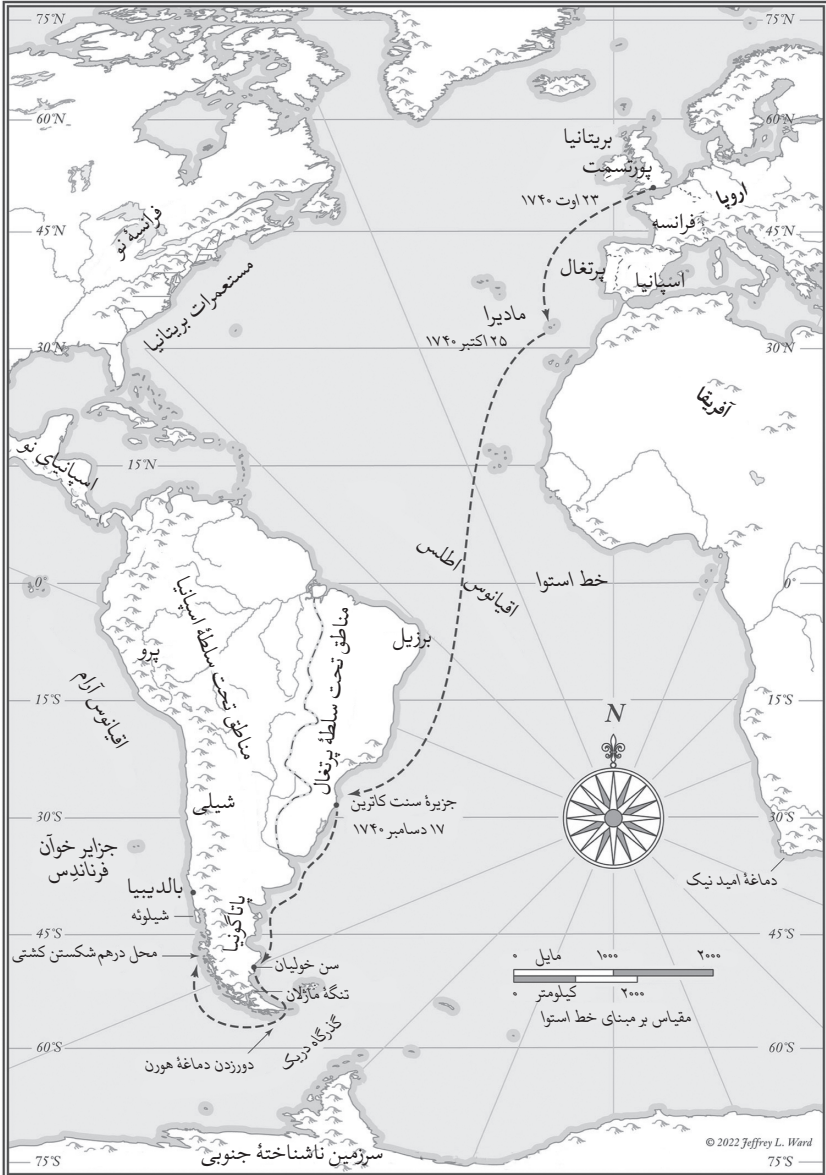 75°N
75°N
60°N
60°N
بریتانیا
پورتسمِت
۲۳ اوت ۱۷۴۰
اروپا
فرانسه
فرانسهٔ نو
45°N
45°N
پرتغال
اسپانیا
مستعمرات بریتانیا
مادیرا
۲۵ اکتبر ۱۷۴۰
30°N
30°N
آفریقا
اسپانیای نو
15°N
اقیانوس اطلس
خط استوا
0°
0°
مناطق تحت سلطهٔ اسپانیا
مناطق تحت سلطهٔ پرتغال
برزیل
پرو
اقیانوس آرام
15°S
15°S
N
شیلی
جزیرهٔ سنت کاترین
۱۷ دسامبر ۱۷۴۰
30°S
30°S
جزایر خوآن
فرناندِس
دماغهٔ امید نیک
بالدیبیا
شیلوئه
پاتاگونیا
45°S
45°S
محل درهم شکستن کشتی
سن خولیان
تنگهٔ ماژلان
۰ مایل ۱۰۰۰ ۲۰۰۰
۰ کیلومتر ۲۰۰۰
مقیاس بر مبنای خط استوا
گذرگاه دریک
دورزدن دماغهٔ هورن
60°S
60°S
سرزمین ناشناختهٔ جنوبی
© 2022 Jeffrey L. Ward
75°S
75°S